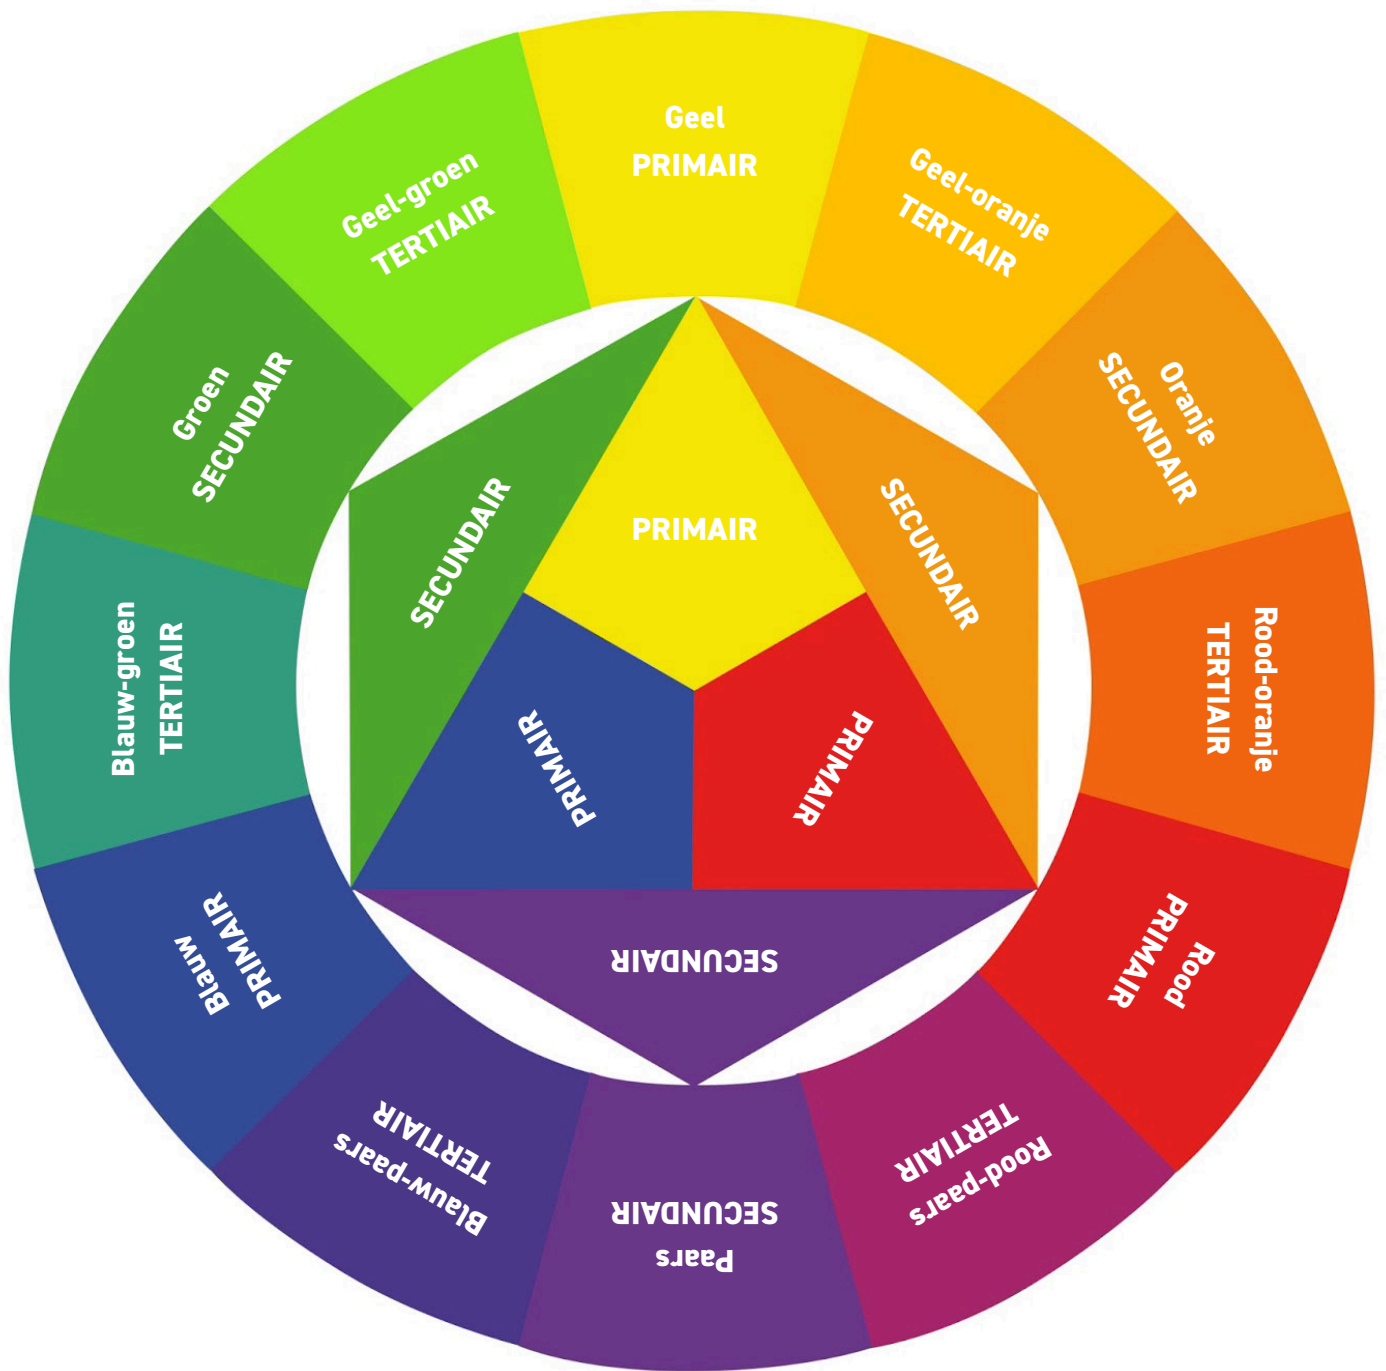 Geel
PRIMAIR
Geel-oranje
TERTIAIR
Oranje
SECUNDAIR
Rood-oranje
TERTIAIR
Rood
PRIMAIR
Rood-paars
TERTIAIR
Paars
SECUNDAIR
Blauw-paars
TERTIAIR
Blauw
PRIMAIR
Blauw-groen
TERTIAIR
Groen
SECUNDAIR
Geel-groen
TERTIAIR
PRIMAIR
SECUNDAIR
PRIMAIR
SECUNDAIR
PRIMAIR
SECUNDAIR